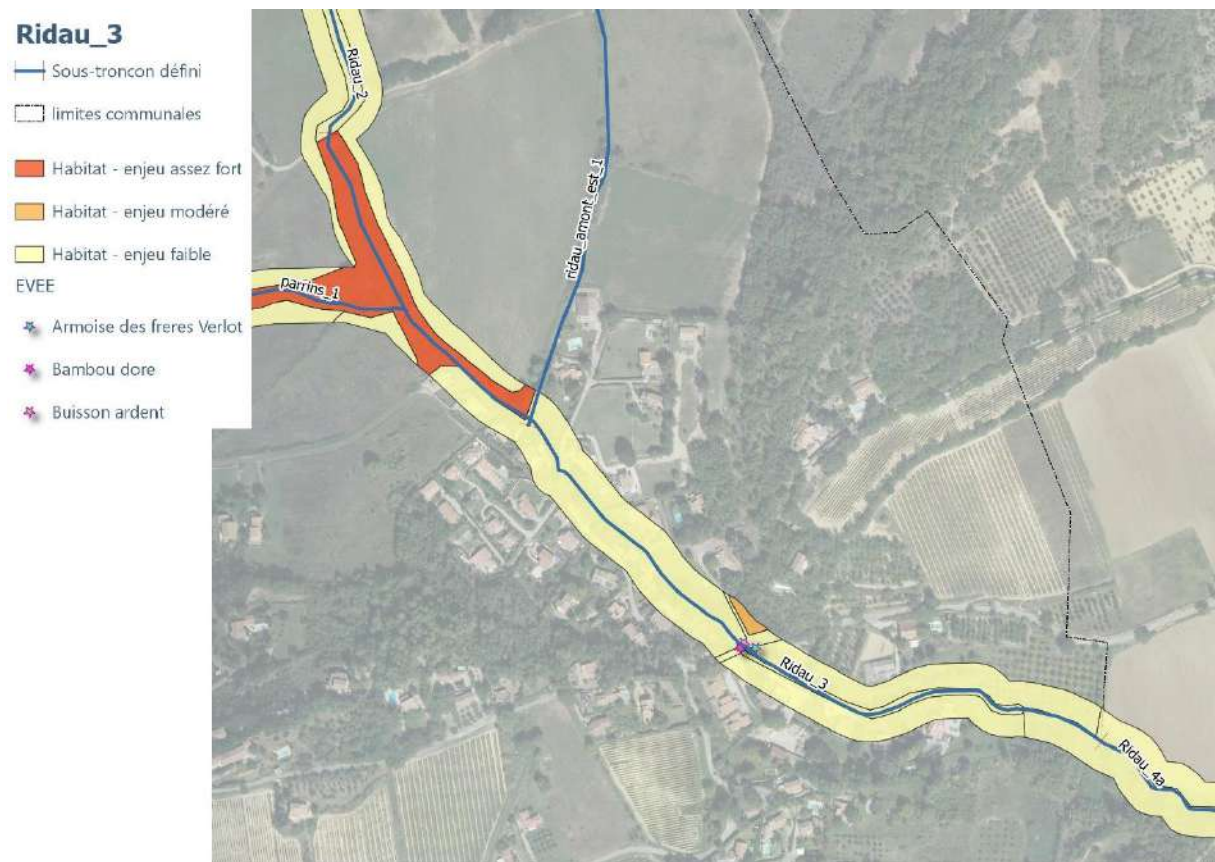 Ridau_3
Sous-troncon défini
limites communales
Habitat - enjeu assez fort
Habitat - enjeu modéré
Habitat - enjeu faible
EVEE
Armoise des freres Verlot
Bambou dore
Buisson ardent
Ridau_2
ridau_amont_est_1
parrins_1
Ridau_3
Ridau_4a